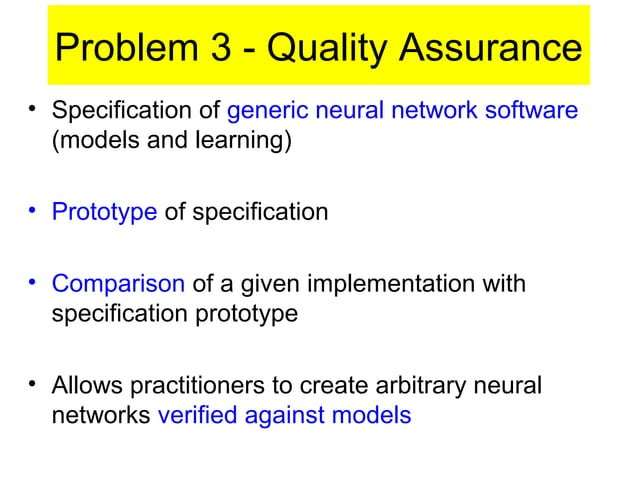 Problem 3 - Quality Assurance
• Specification of generic neural network software
(models and learning)
• Prototype of specification
• Comparison of a given implementation with
specification prototype
• Allows practitioners to create arbitrary neural
networks verified against models